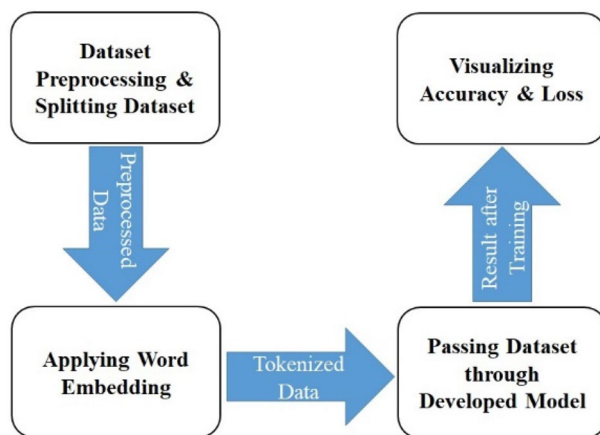 Dataset
Preprocessing &
Splitting Dataset
Preprocessed
Data
Applying Word
Embedding
Tokenized
Data
Passing Dataset
through
Developed Model
Result after
Training
Visualizing
Accuracy & Loss